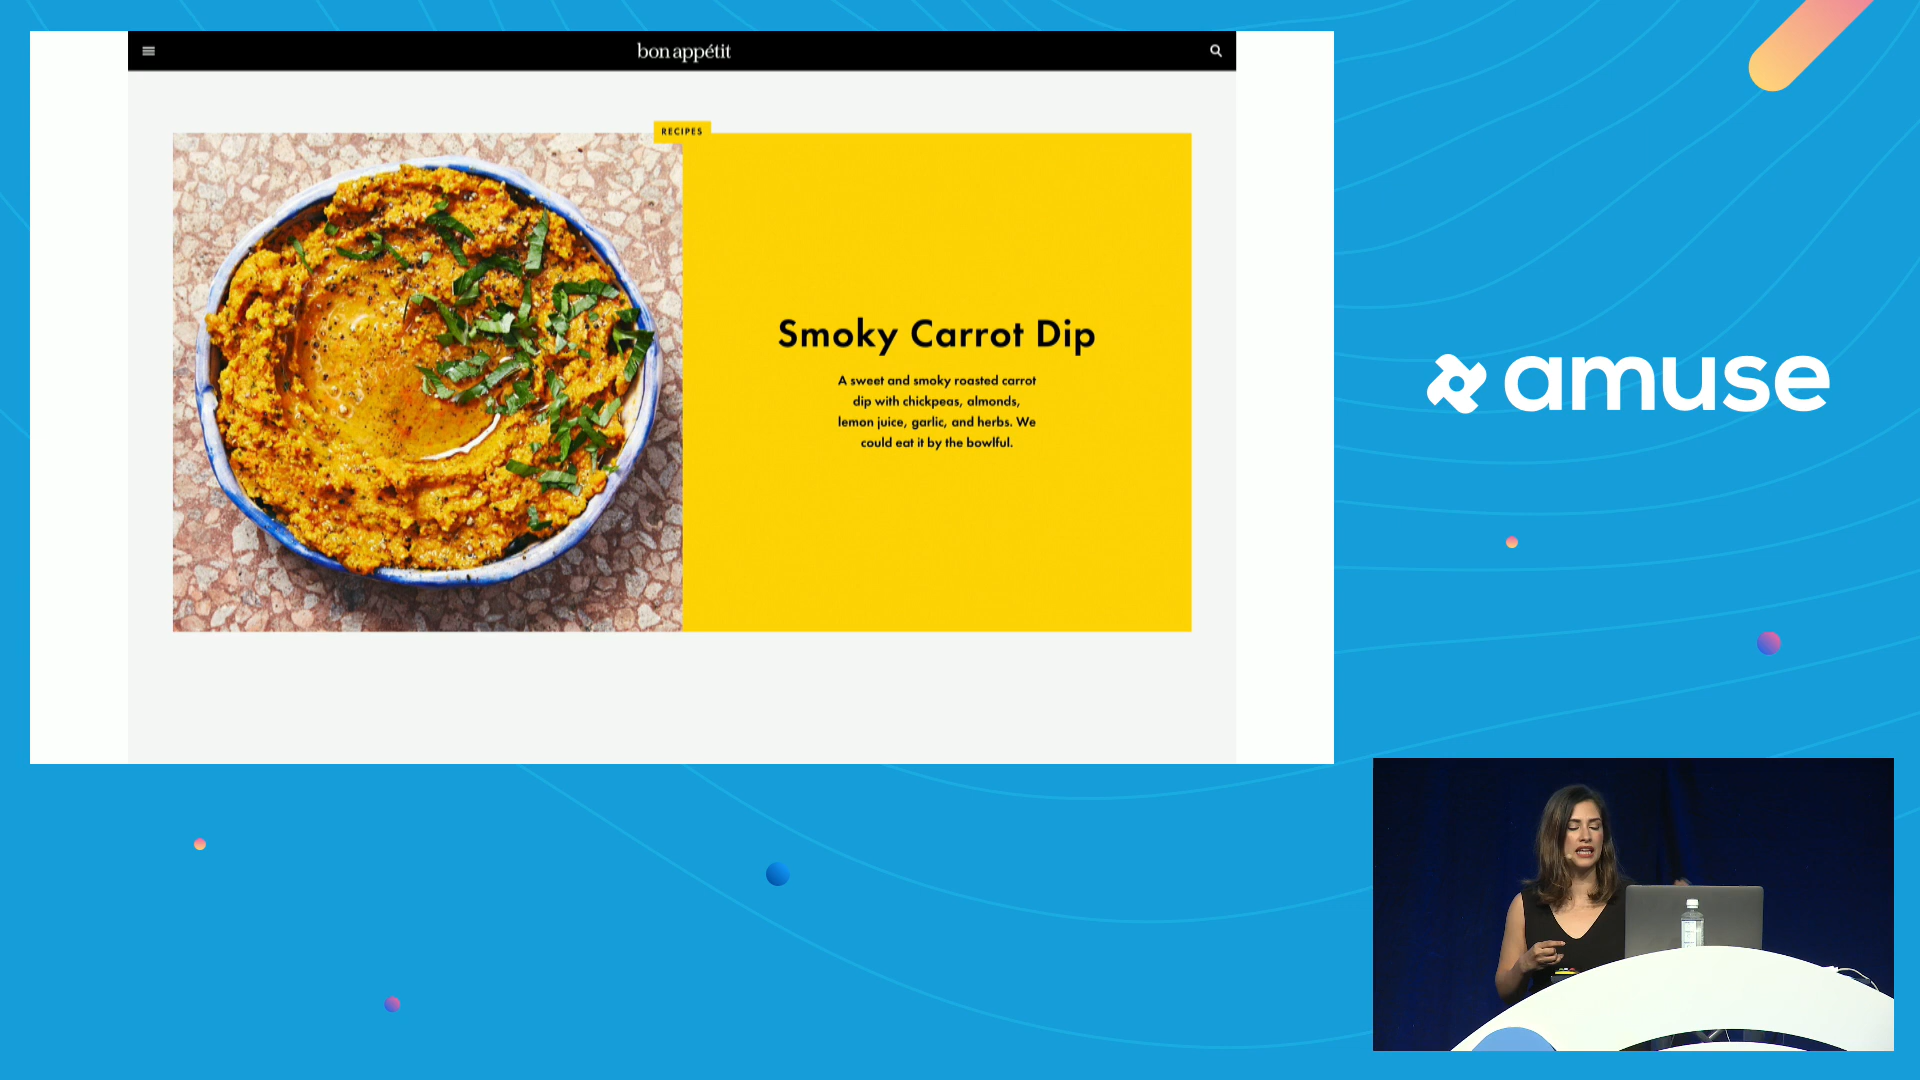 bon appétit
RECIPES
Smoky Carrot Dip
A sweet and smoky roasted carrot
dip with chickpeas, almonds,
lemon juice, garlic, and herbs. We
could eat it by the bowlful.
amuse